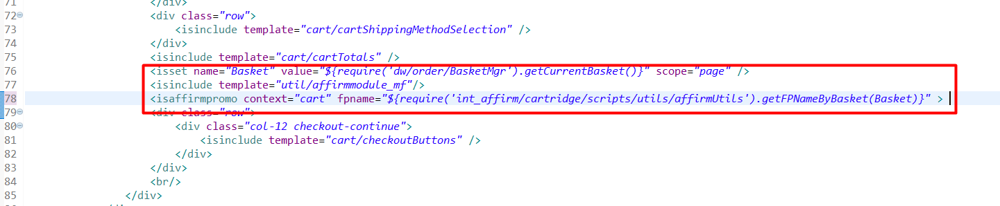 71 </div>
72 <div class="row">
73 <isinclude template="cart/cartShippingMethodSelection" />
74 </div>
75 <isinclude template="cart/cartTotals" />
76 <isset name="Basket" value="${require('dw/order/BasketMgr').getCurrentBasket()}" scope="page" />
77 <isinclude template="util/affirmmodule_mf"/>
78 <isaffirmpromo context="cart" fpname="${require('int_affirm/cartridge/scripts/utils/affirmUtils').getFPNameByBasket(Basket)}" >
79 <div class="row">
80 <div class="col-12 checkout-continue">
81 <isinclude template="cart/checkoutButtons" />
82 </div>
83 </div>
84 <br/>
85 </div>